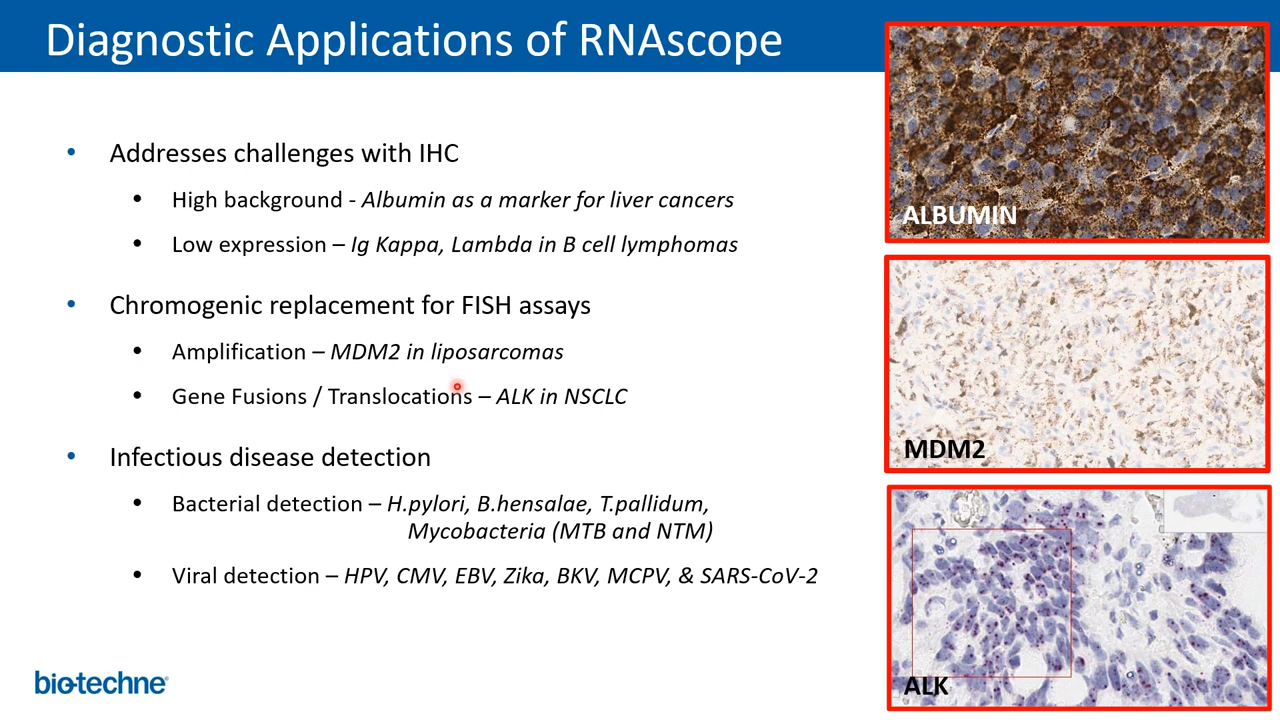 Diagnostic Applications of RNAscope
• Addresses challenges with IHC
• High background - Albumin as a marker for liver cancers
• Low expression – Ig Kappa, Lambda in B cell lymphomas
• Chromogenic replacement for FISH assays
• Amplification – MDM2 in liposarcomas
• Gene Fusions / Translocations – ALK in NSCLC
• Infectious disease detection
• Bacterial detection – H.pylori, B.hensalae, T.pallidum,
Mycobacteria (MTB and NTM)
• Viral detection – HPV, CMV, EBV, Zika, BKV, MCPV, & SARS-CoV-2
ALBUMIN
MDM2
ALK
bio-techne®